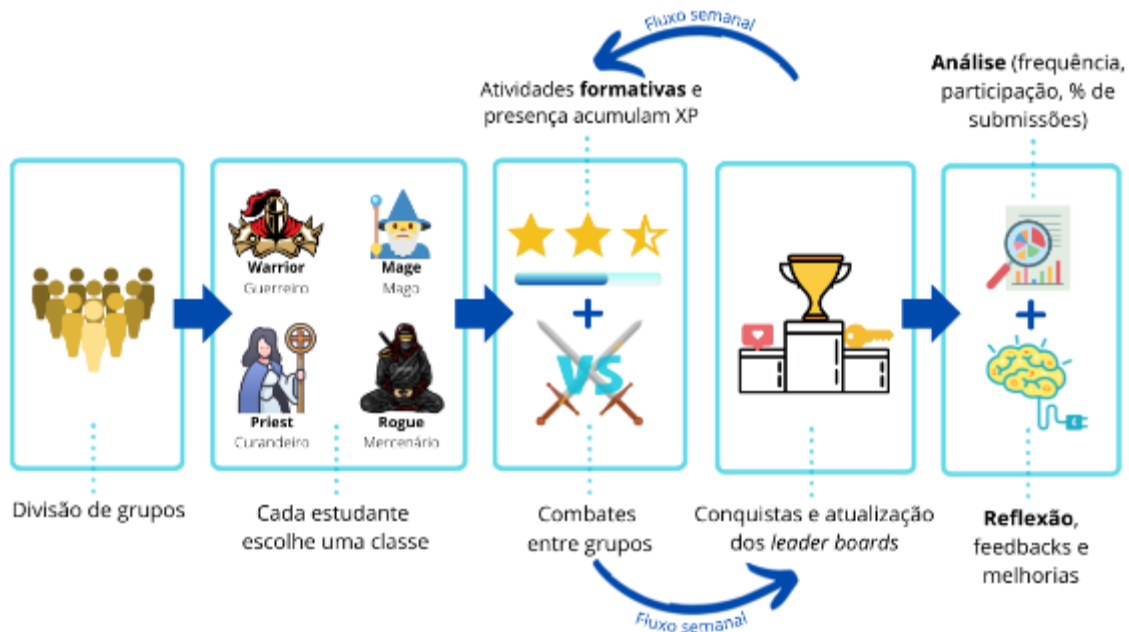 Fluxo semanal
Atividades formativas e
presença acumulam XP
Análise (frequência,
participação, % de
submissões)
Warrior
Guerreiro
Mage
Mago
Priest
Curandeiro
Rogue
Mercenário
VS
Divisão de grupos
Cada estudante
escolhe uma classe
Combates
entre grupos
Conquistas e atualização
dos leader boards
Reflexão,
feedbacks e
melhorias
Fluxo semanal